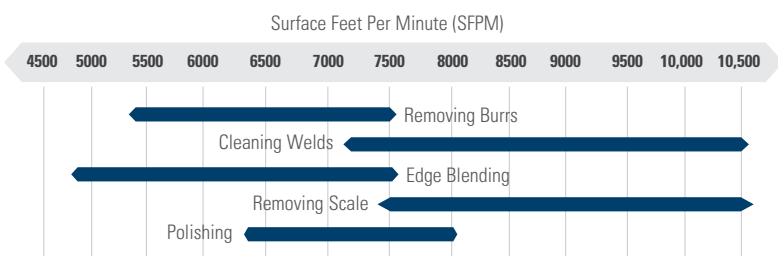 Surface Feet Per Minute (SFPM)
4500 5000 5500 6000 6500 7000 7500 8000 8500 9000 9500 10,000 10,500
Removing Burrs
Cleaning Welds
Edge Blending
Removing Scale
Polishing